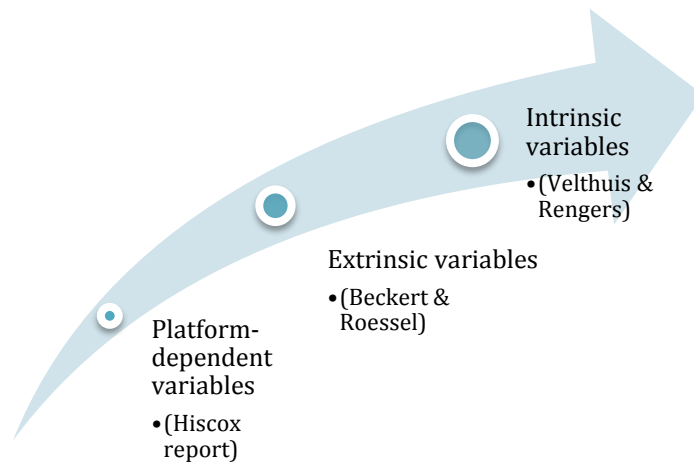 Intrinsic
variables
•(Velthuis &
Rengers)
Extrinsic variables
•(Beckert &
Roessel)
Platform-
dependent
variables
•(Hiscox
report)